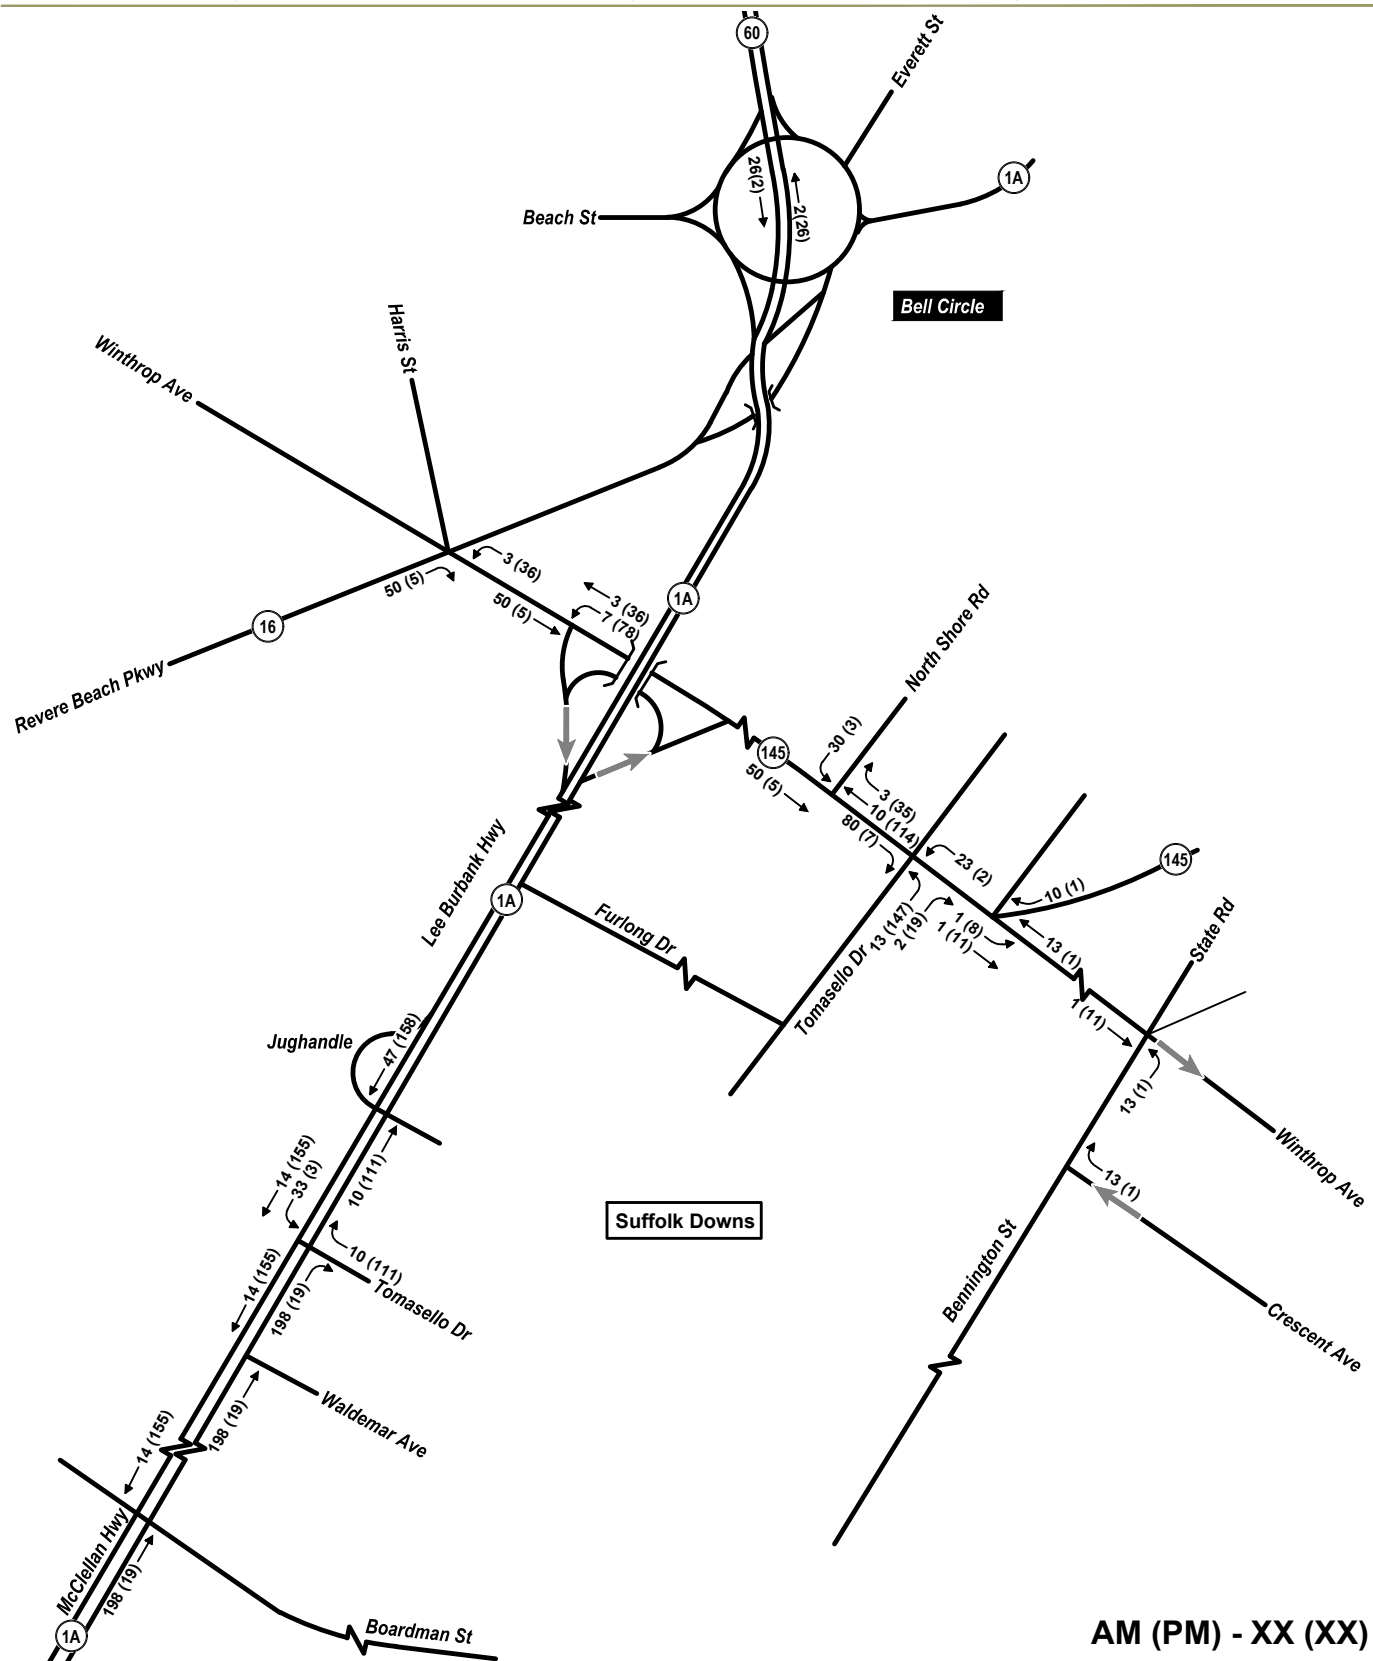 60
Everett St
1A
26(2)
2(26)
Beach St
Bell Circle
Harris St
Winthrop Ave
3 (36)
50 (5)
50 (5)
3 (36)
7 (78)
1A
16
Revere Beach Pkwy
North Shore Rd
30 (3)
145
50 (5)
3 (35)
10 (114)
80 (7)
23 (2)
145
10 (1)
Lee Burbank Hwy
1A
Furlong Dr
13 (147)
2 (19)
1 (8)
1 (11)
13 (1)
State Rd
Tomasello Dr
1 (11)
Jughandle
47 (158)
13 (1)
Winthrop Ave
14 (155)
33 (3)
10 (111)
13 (1)
Suffolk Downs
10 (111)
14 (155)
198 (19)
Tomasello Dr
Bennington St
Crescent Ave
Waldemar Ave
198 (19)
14 (155)
McClellan Hwy
198 (19)
1A
Boardman St
AM (PM) - XX (XX)